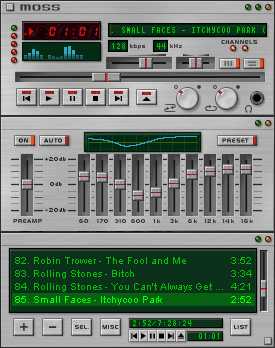 MOSS
01:01
. SMALL FACES - ITCHYCOO PARK (
128 kbps 44 kHz
CHANNELS
ON AUTO PRESET
+20db
0db
-20db
PREAMP 60 170 310 600 1k 3k 6k 12k 14k 16k
82. Robin Trower - The Fool and Me 3:52
83. Rolling Stones - Bitch 3:34
84. Rolling Stones - You Can't Always Get ... 4:21
85. Small Faces - Itchycoo Park 2:52
+ - SEL. MISC 2:52/7:28:24 LIST
01:01